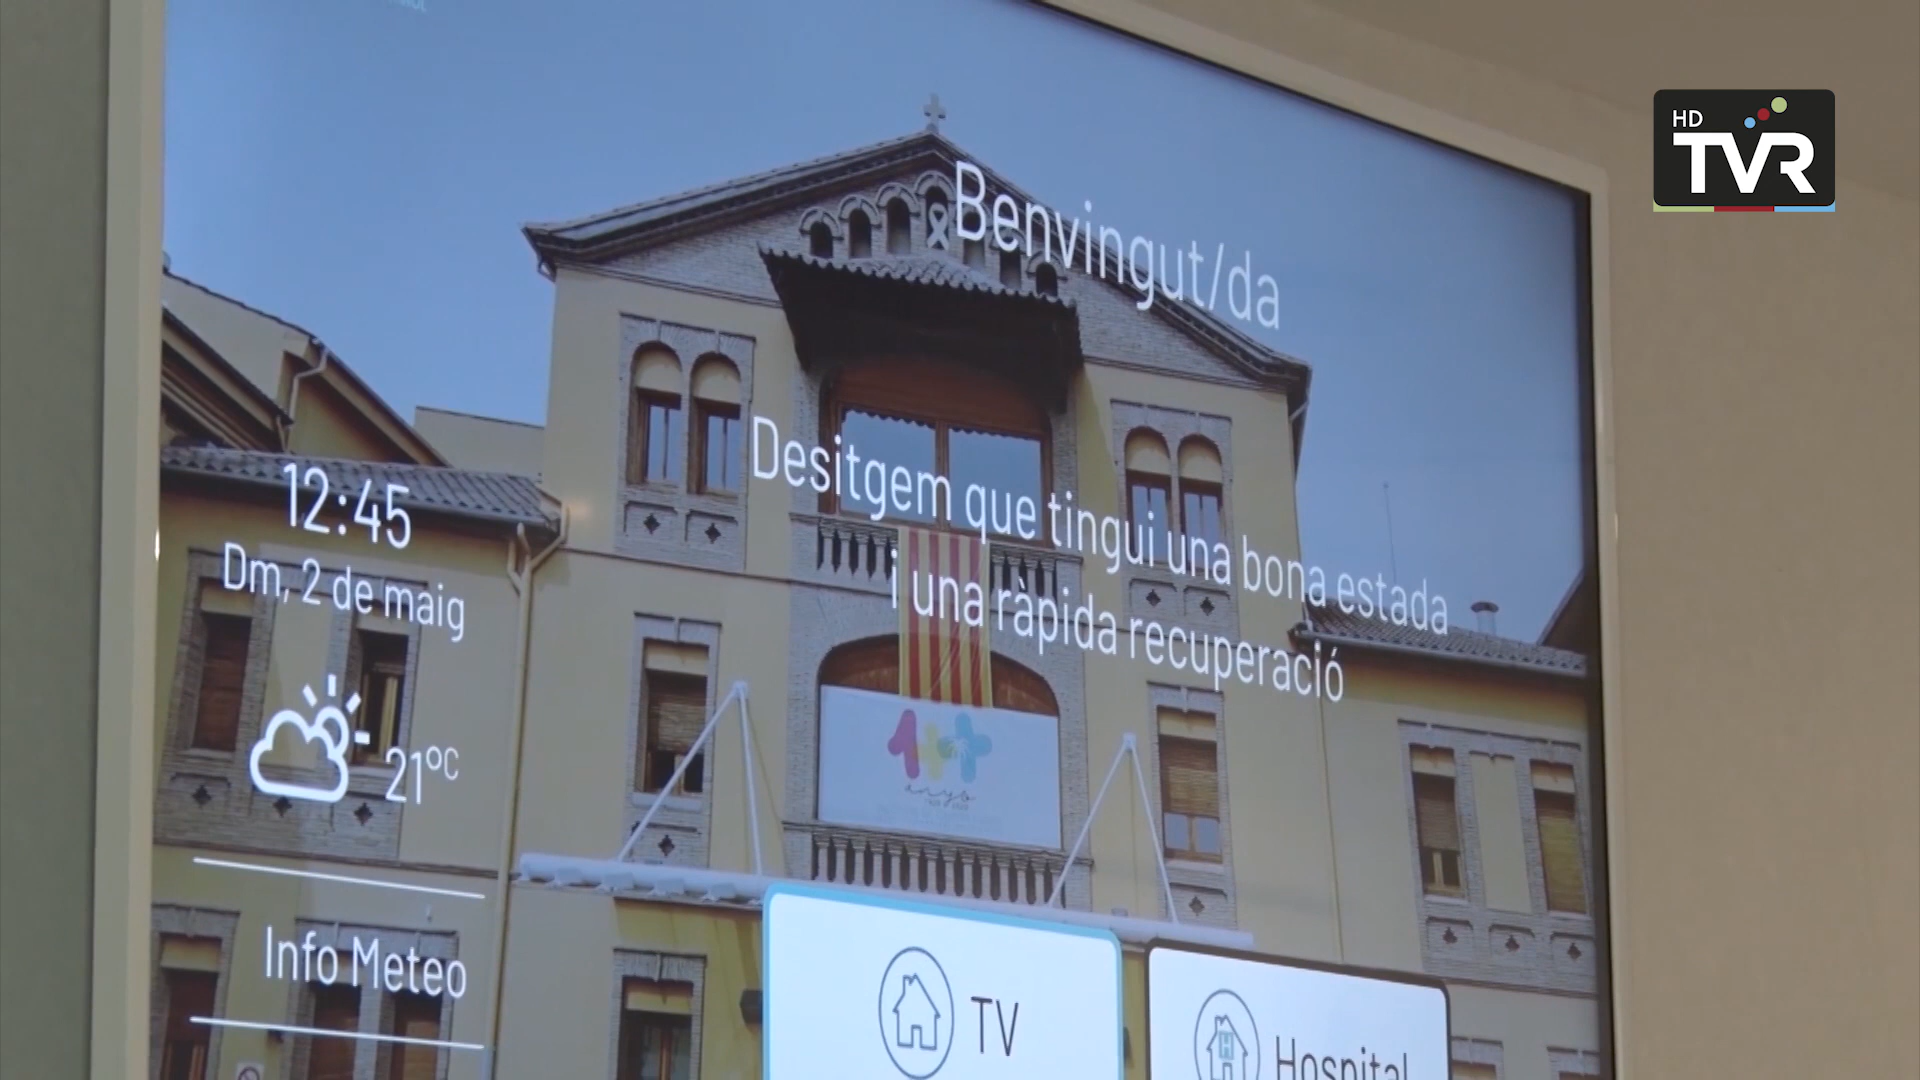 HD
TVR
Benvingut/da
Desitgem que tingui una bona estada
i una ràpida recuperació
12:45
Dm, 2 de maig
21ºC
Info Meteo
anys
TV
Hospital